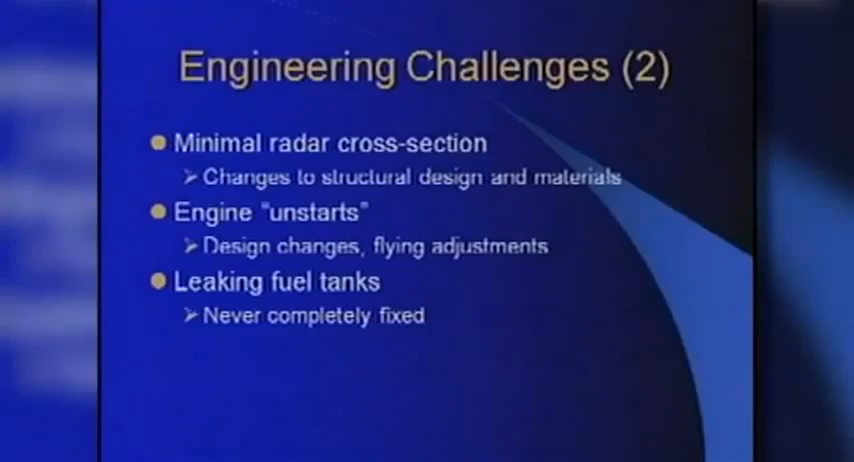 Engineering Challenges (2)
Minimal radar cross-section
Changes to structural design and materials
Engine “unstarts”
Design changes, flying adjustments
Leaking fuel tanks
Never completely fixed